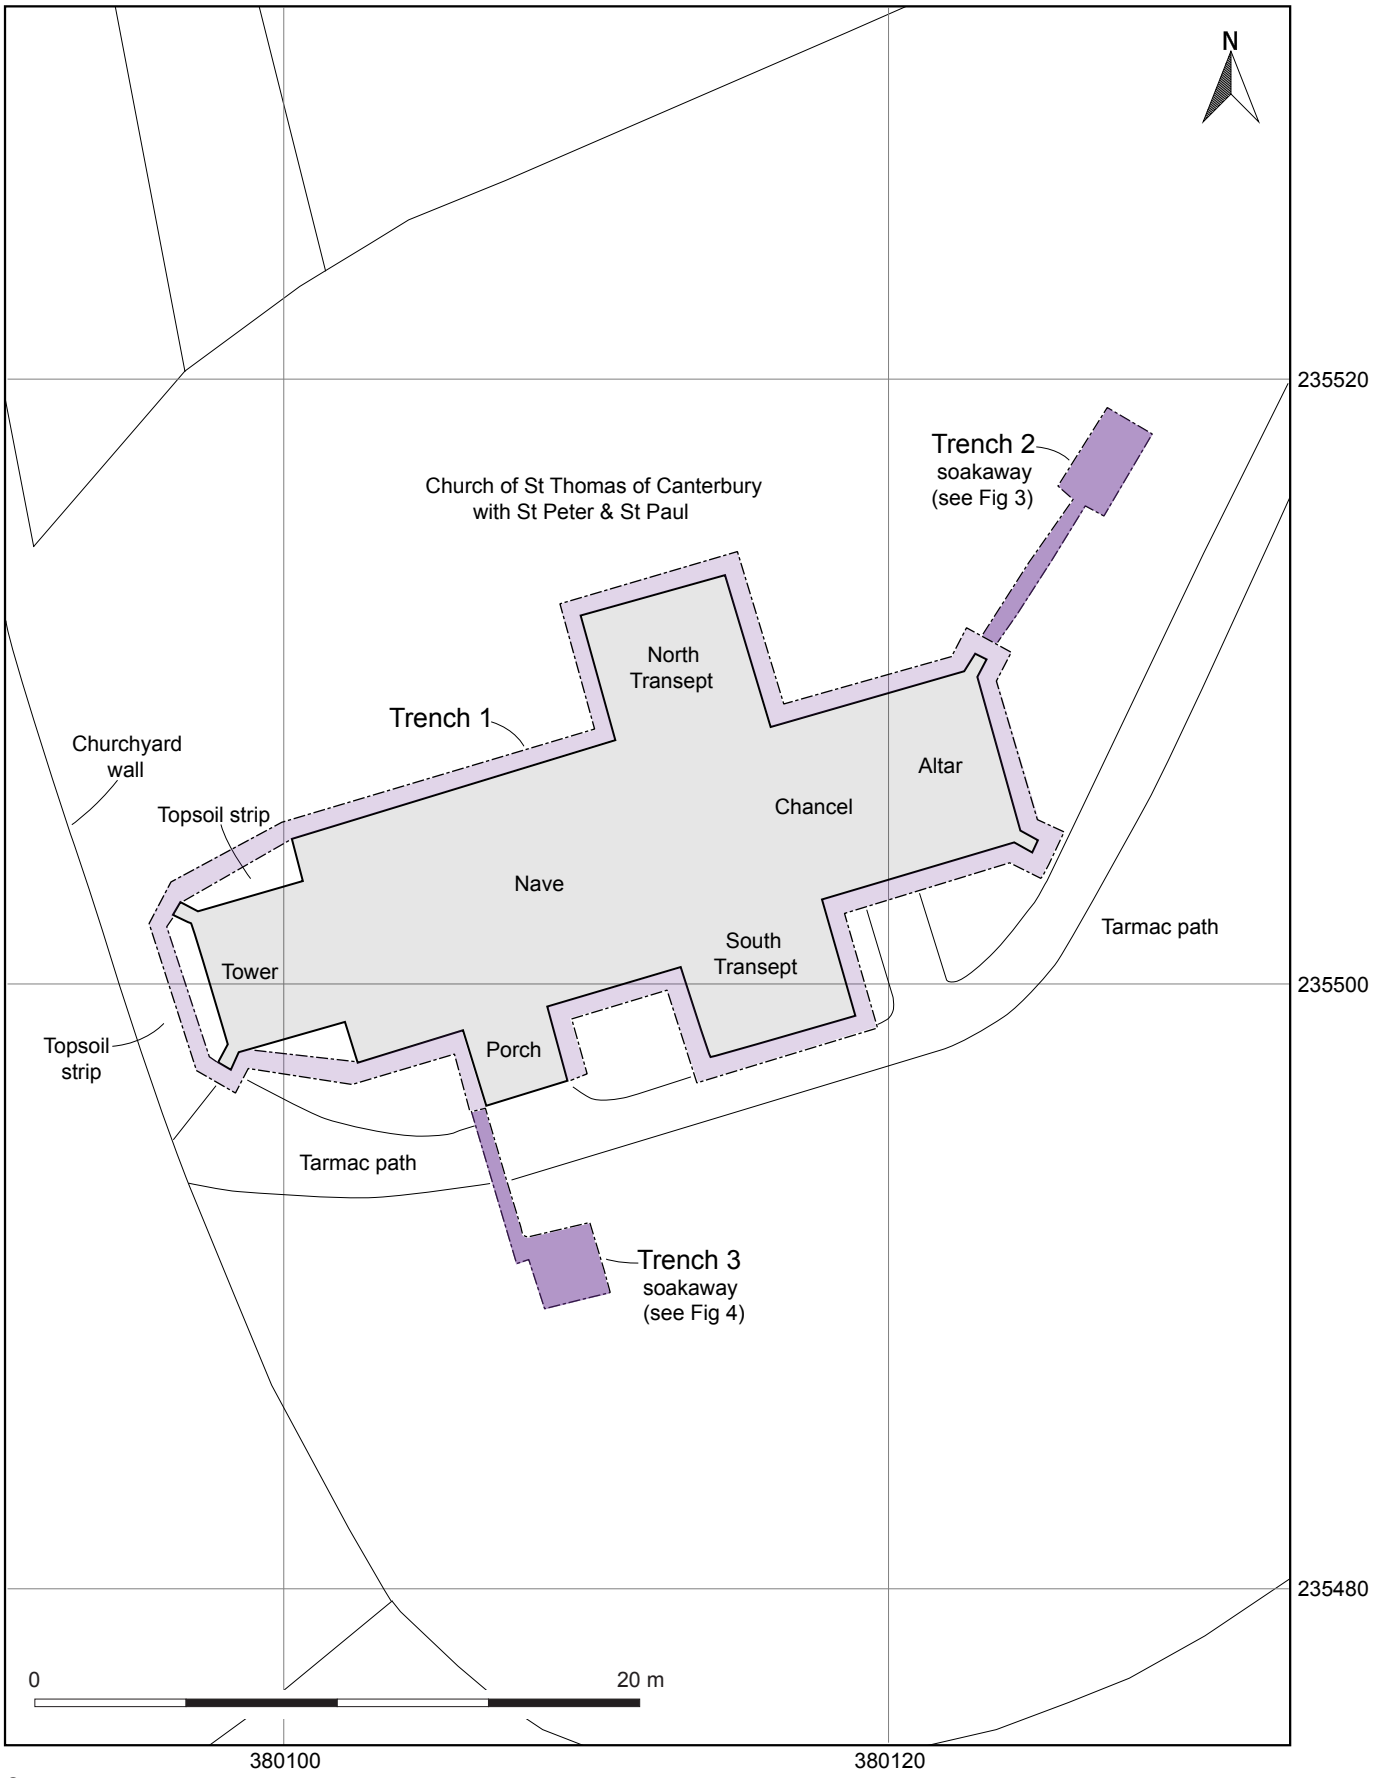 N
235520
Trench 2
soakaway
(see Fig 3)
Church of St Thomas of Canterbury
with St Peter & St Paul
North
Transept
Trench 1
Churchyard
wall
Altar
Topsoil strip
Chancel
Nave
South
Transept
Tarmac path
Tower
235500
Topsoil
strip
Porch
Tarmac path
Trench 3
soakaway
(see Fig 4)
235480
0
20 m
380100
380120